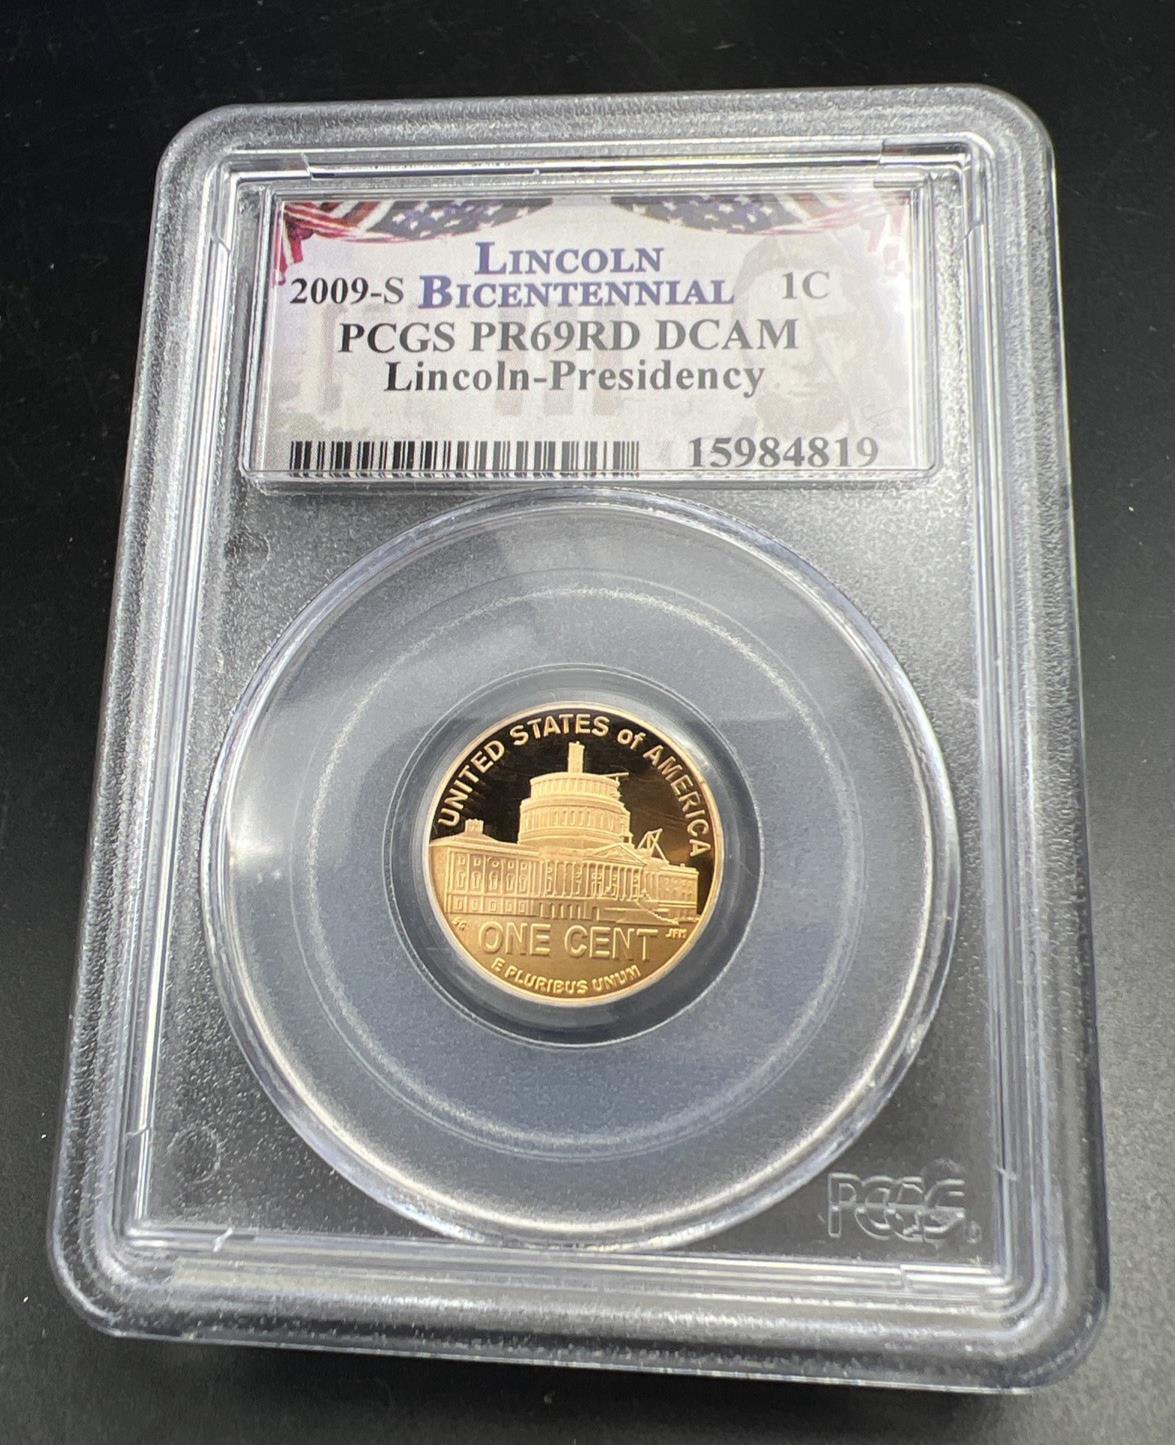 LINCOLN
2009-S BICENTENNIAL 1C
PCGS PR69RD DCAM
Lincoln-Presidency
15984819
UNITED STATES of AMERICA
ONE CENT
JFM
E PLURIBUS UNUM
PCGS